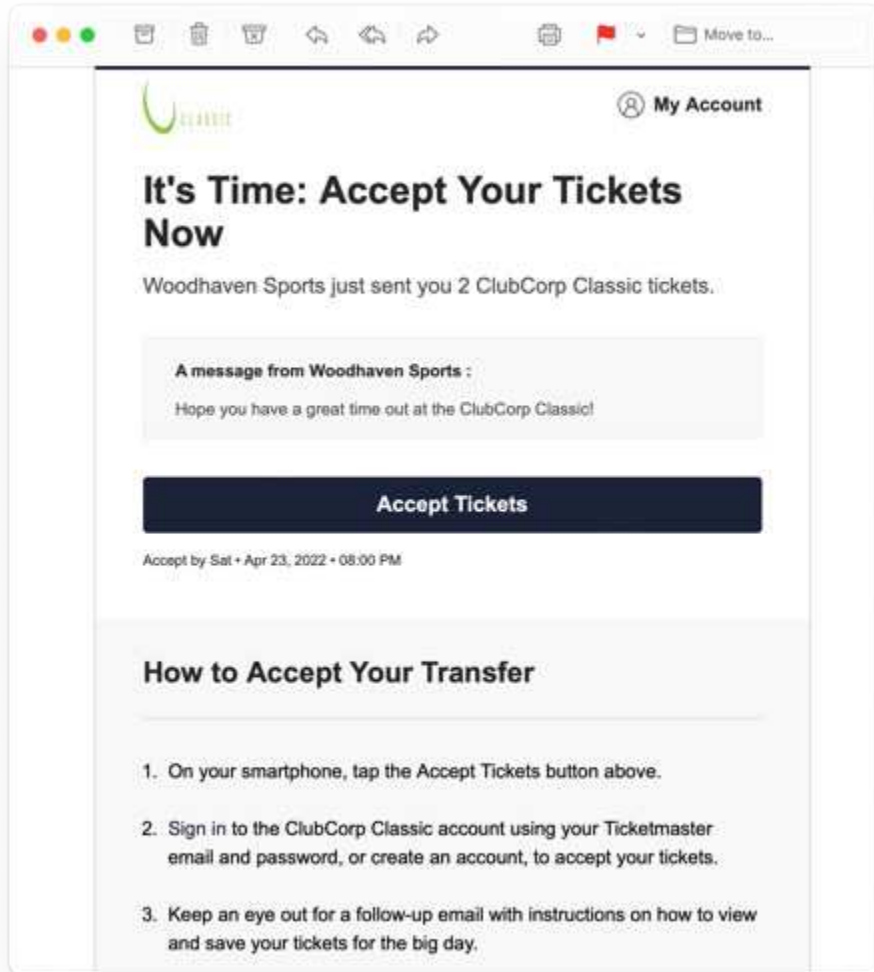 Move to...
CLASSIC
My Account
It's Time: Accept Your Tickets
Now
Woodhaven Sports just sent you 2 ClubCorp Classic tickets.
A message from Woodhaven Sports :
Hope you have a great time out at the ClubCorp Classic!
Accept Tickets
Accept by Sat • Apr 23, 2022 • 08:00 PM
How to Accept Your Transfer
1. On your smartphone, tap the Accept Tickets button above.
2. Sign in to the ClubCorp Classic account using your Ticketmaster
email and password, or create an account, to accept your tickets.
3. Keep an eye out for a follow-up email with instructions on how to view
and save your tickets for the big day.